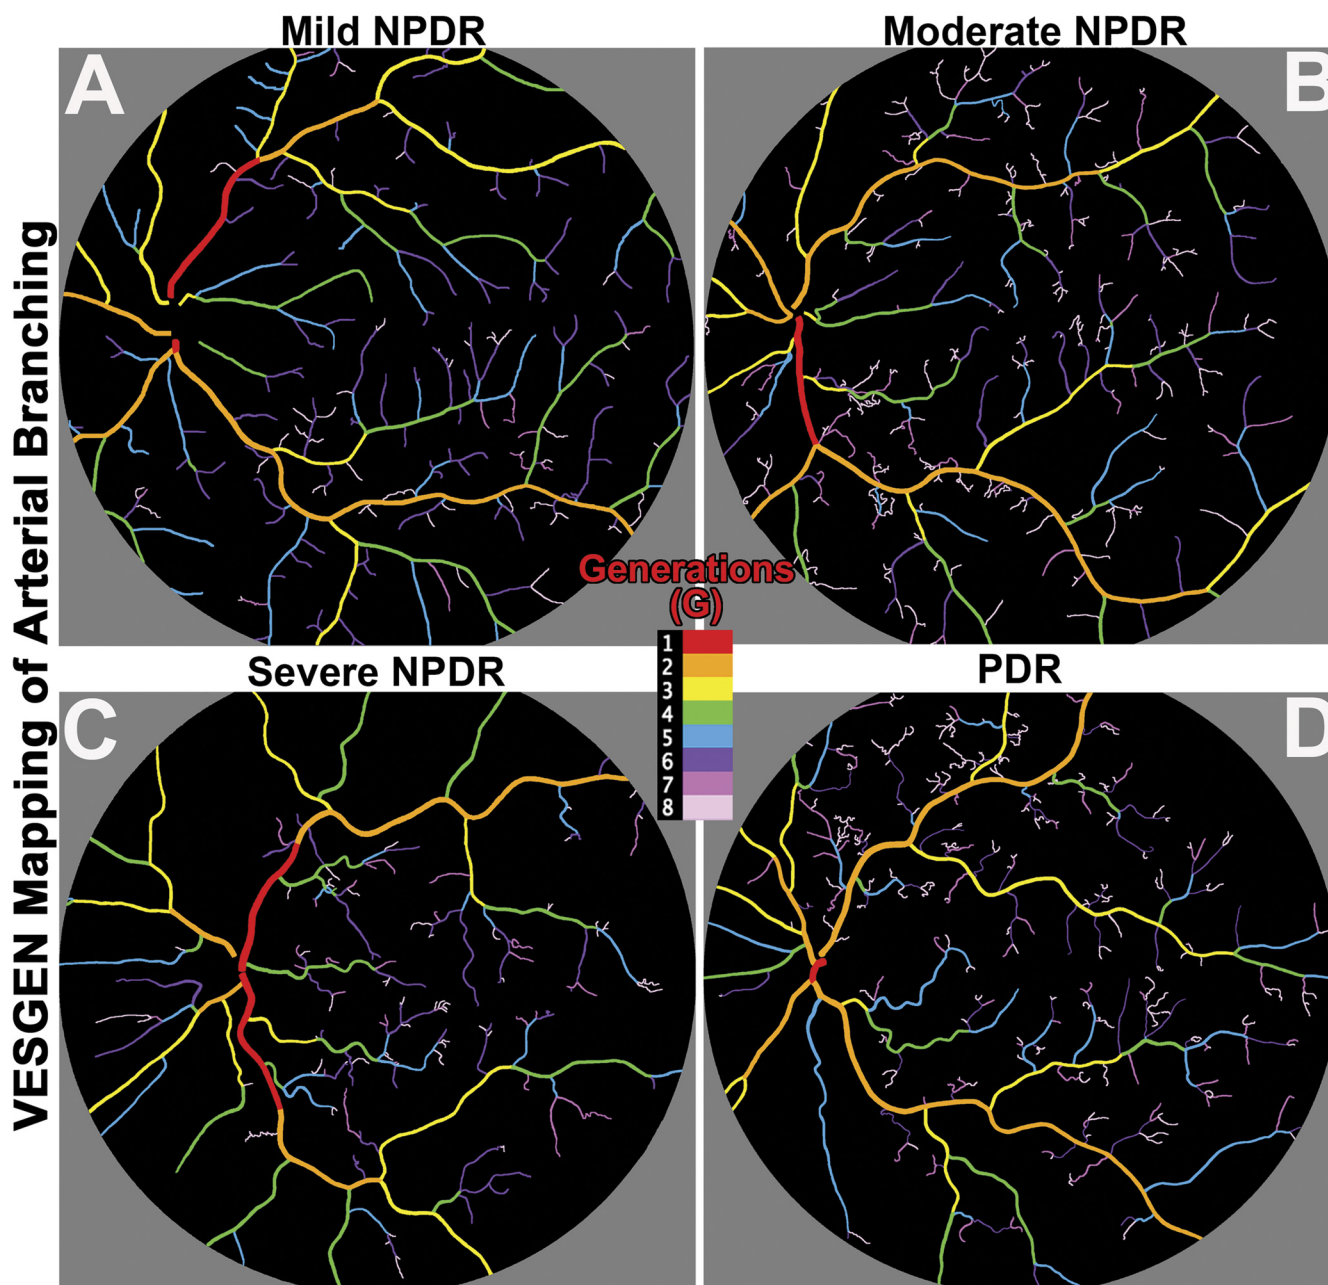 Mild NPDR
Moderate NPDR
A
B
VESGEN Mapping of Arterial Branching
Generations
(G)
1
2
3
4
5
6
7
8
Severe NPDR
PDR
C
D